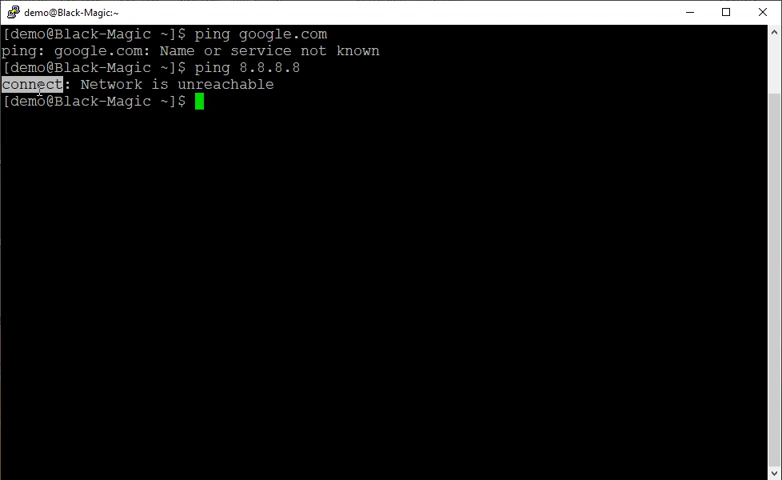 demo@Black-Magic:~
[demo@Black-Magic ~]$ ping google.com
ping: google.com: Name or service not known
[demo@Black-Magic ~]$ ping 8.8.8.8
connect: Network is unreachable
[demo@Black-Magic ~]$